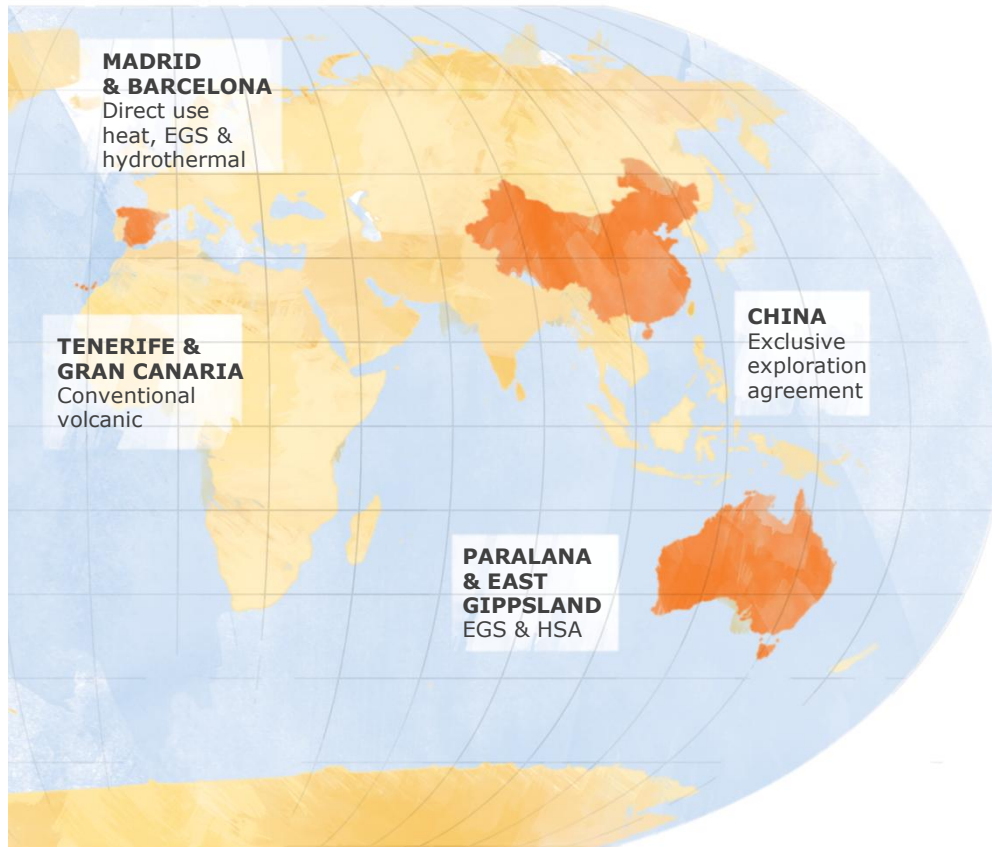 MADRID
& BARCELONA
Direct use
heat, EGS &
hydrothermal
TENERIFE &
GRAN CANARIA
Conventional
volcanic
CHINA
Exclusive
exploration
agreement
PARALANA
& EAST
GIPPSLAND
EGS & HSA